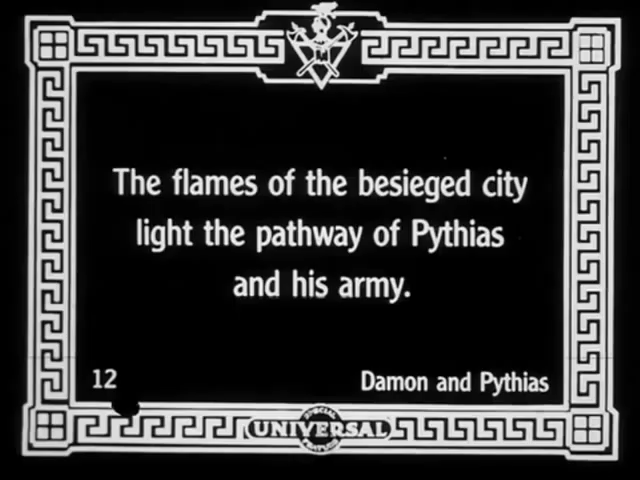 The flames of the besieged city
light the pathway of Pythias
and his army.
12
Damon and Pythias
SPECIAL
UNIVERSAL